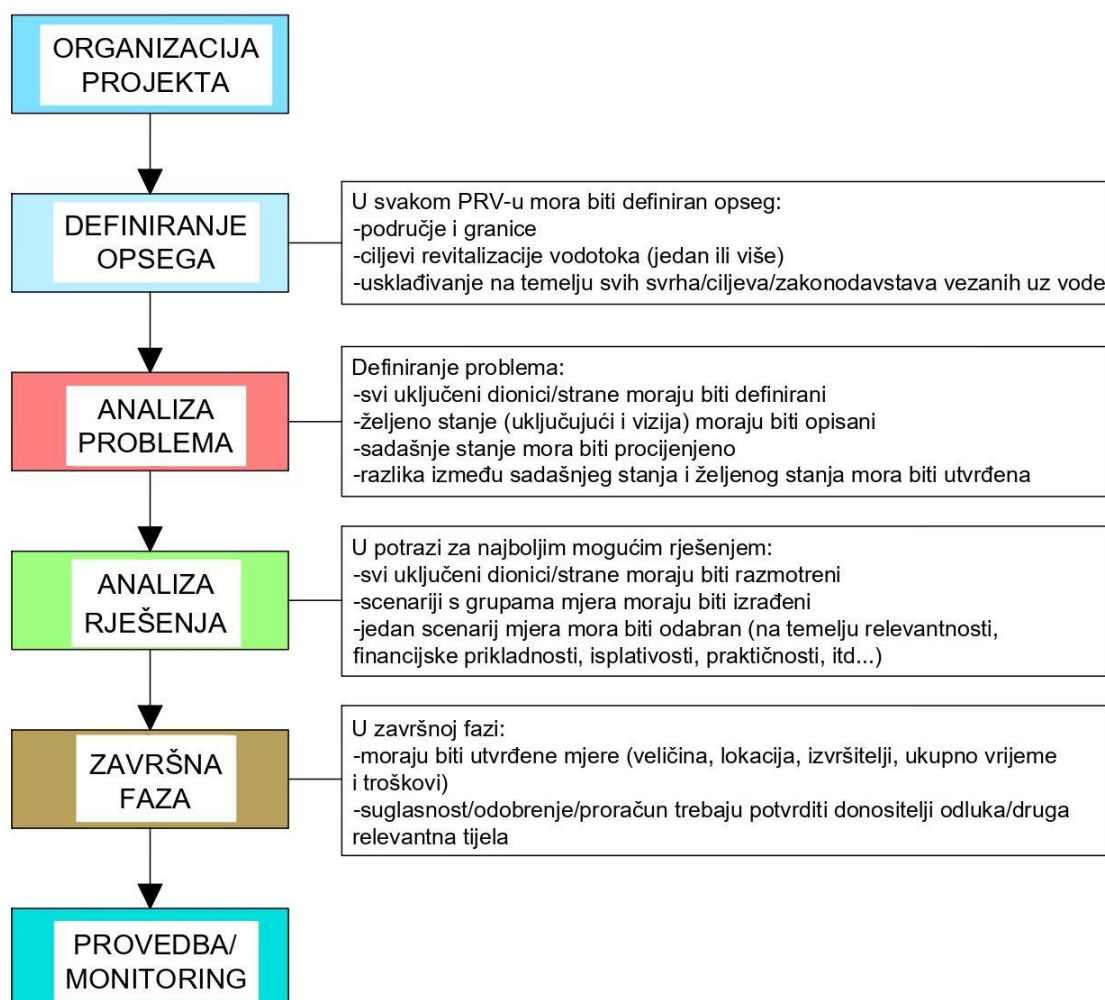 ORGANIZACIJA
PROJEKTA
DEFINIRANJE
OPSEGA
U svakom PRV-u mora biti definiran opseg:
-područje i granice
-ciljevi revitalizacije vodotoka (jedan ili više)
-usklađivanje na temelju svih svrha/ciljeva/zakonodavstava vezanih uz vode
ANALIZA
PROBLEMA
Definiranje problema:
-svi uključeni dionici/strane moraju biti definirani
-željeno stanje (uključujući i vizija) moraju biti opisani
-sadašnje stanje mora biti procijenjeno
-razlika između sadašnjeg stanja i željenog stanja mora biti utvrđena
ANALIZA
RJEŠENJA
U potrazi za najboljim mogućim rješenjem:
-svi uključeni dionici/strane moraju biti razmotreni
-scenariji s grupama mjera moraju biti izrađeni
-jedan scenarij mjera mora biti odabran (na temelju relevantnosti,
financijske prikladnosti, isplativosti, praktičnosti, itd...)
ZAVRŠNA
FAZA
U završnoj fazi:
-moraju biti utvrđene mjere (veličina, lokacija, izvršitelji, ukupno vrijeme
i troškovi)
-suglasnost/odobrenje/proračun trebaju potvrditi donositelji odluka/druga
relevantna tijela
PROVEDBA/
MONITORING